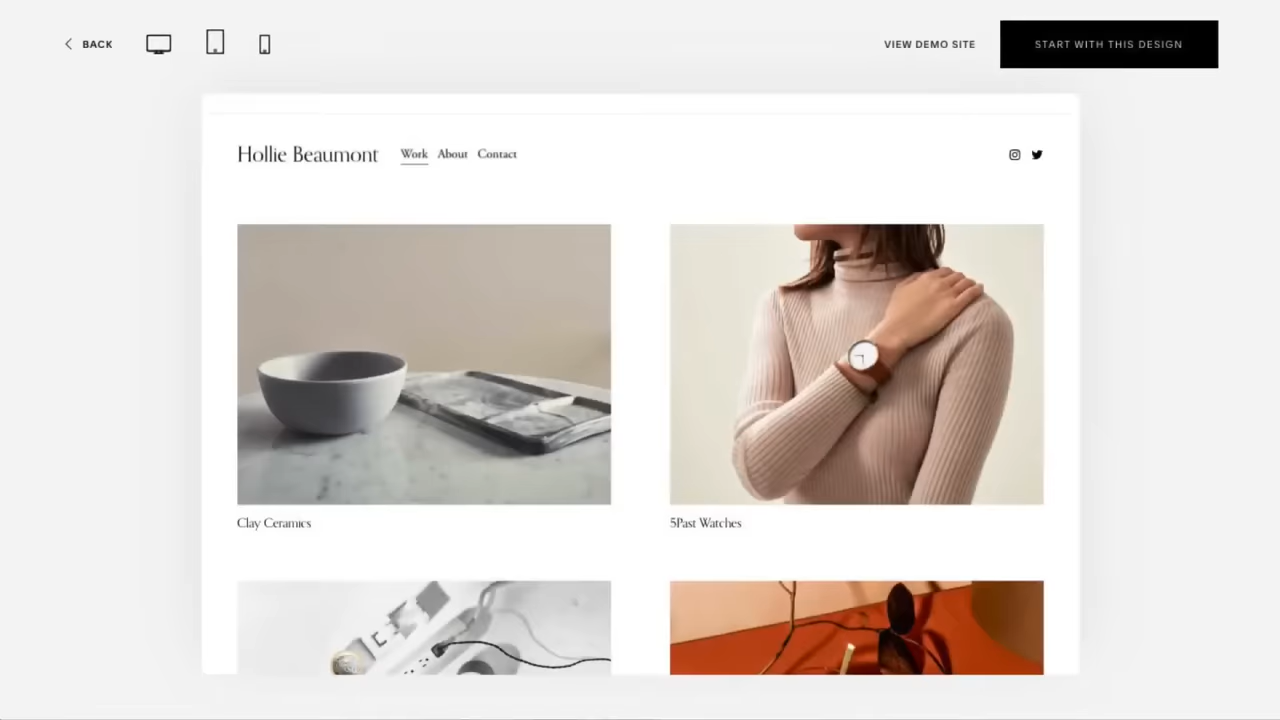 BACK
VIEW DEMO SITE
START WITH THIS DESIGN
Hollie Beaumont
Work About Contact
Clay Ceramics
5Past Watches